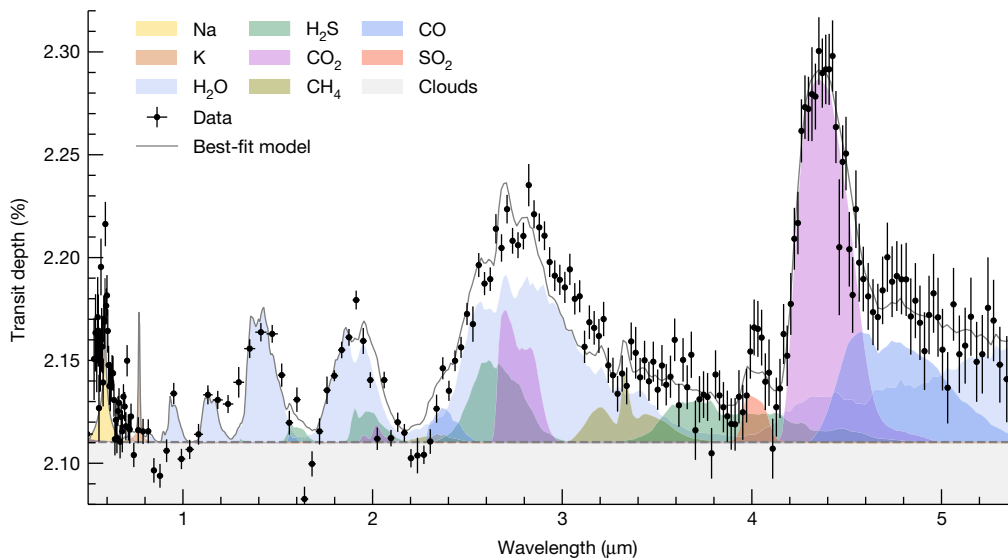 Na H₂S CO
K CO₂ SO₂
H₂O CH₄ Clouds
Data
Best-fit model
Transit depth (%)
2.30
2.25
2.20
2.15
2.10
1 2 3 4 5
Wavelength (μm)